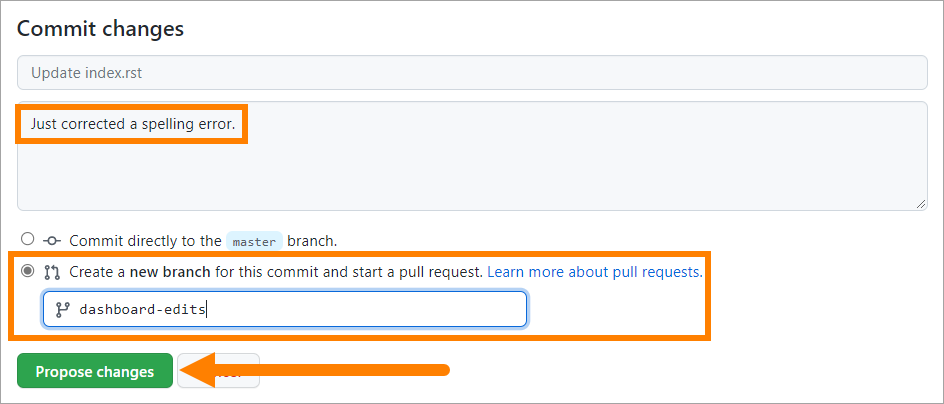 Commit changes
Update index.rst
Just corrected a spelling error.
Commit directly to the master branch.
Create a new branch for this commit and start a pull request. Learn more about pull requests.
dashboard-edits
Propose changes